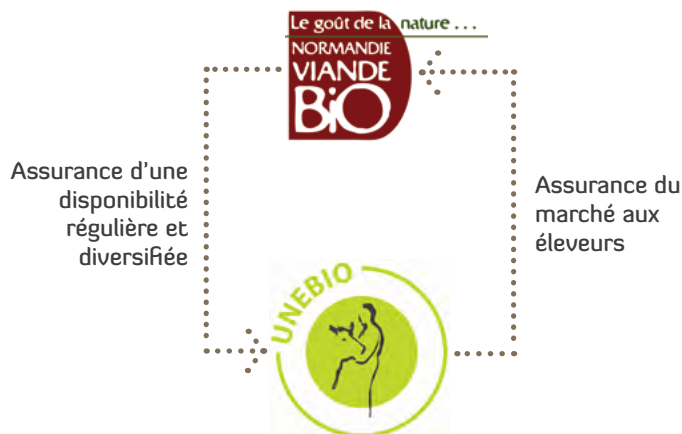 Le goût de la nature ...
NORMANDIE
VIANDE
BiO
Assurance d'une
disponibilité
régulière et
diversifiée
Assurance du
marché aux
éleveurs
UNEBIO